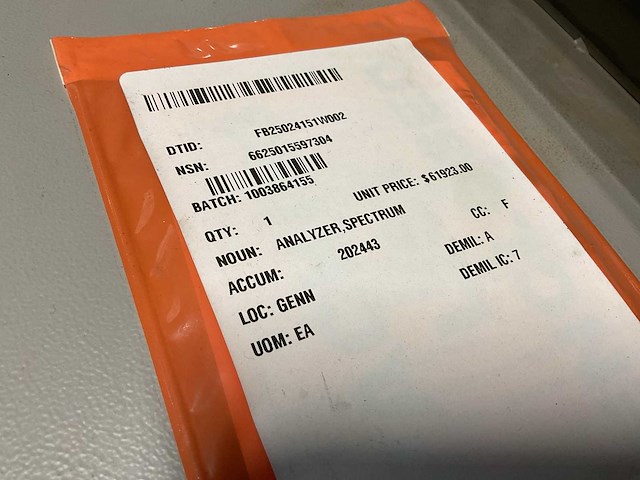 DTID: FB25024151W002
NSN: 6625015597304
BATCH: 1003864155
QTY: 1 UNIT PRICE: $61923.00
NOUN: ANALYZER,SPECTRUM CC: F
ACCUM: 202443 DEMIL: A
LOC: GENN DEMIL IC: 7
UOM: EA